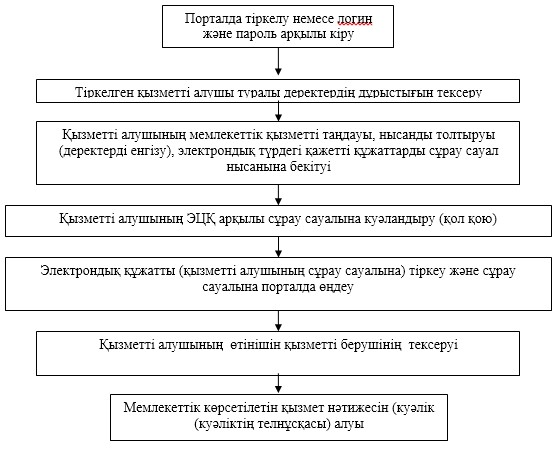 Порталда тіркелу немесе логин
және пароль арқылы кіру
Тіркелген қызметті алушы туралы деректердің дұрыстығын тексеру
Қызметті алушының мемлекеттік қызметті таңдауы, нысанды толтыруы
(деректерді енгізу), электрондық түрдегі қажетті құжаттарды сұрау сауал
нысанына бекітуі
Қызметті алушының ЭЦҚ арқылы сұрау сауалына куәландыру (қол қою)
Электрондық құжатты (қызметті алушының сұрау сауалына) тіркеу және сұрау
сауалына порталда өңдеу
Қызметті алушының өтінішін қызметті берушінің тексеруі
Мемлекеттік көрсетілетін қызмет нәтижесін (куәлік
(куәліктің телнұсқасы) алуы